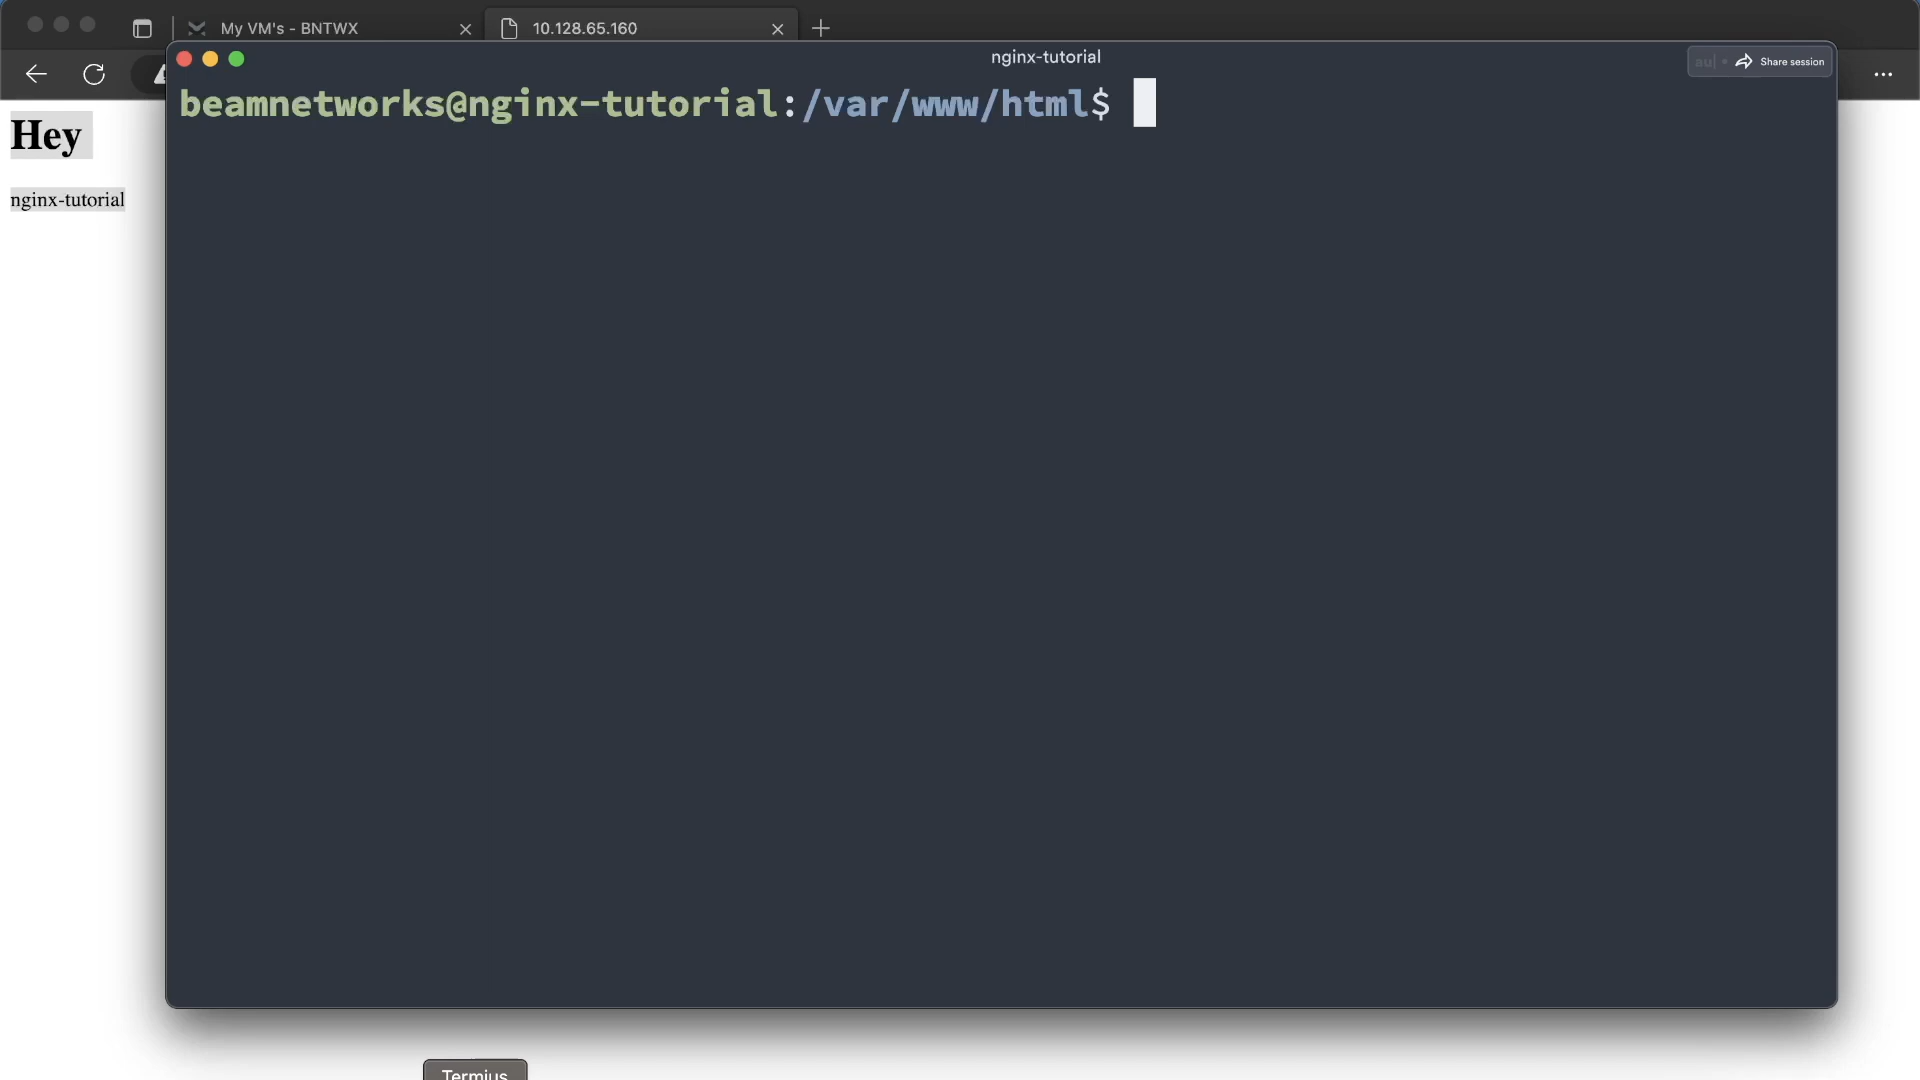 My VM's - BNTWX
10.128.65.160
nginx-tutorial
Share session
beamnetworks@nginx-tutorial:/var/www/html$
Hey
nginx-tutorial
Termius